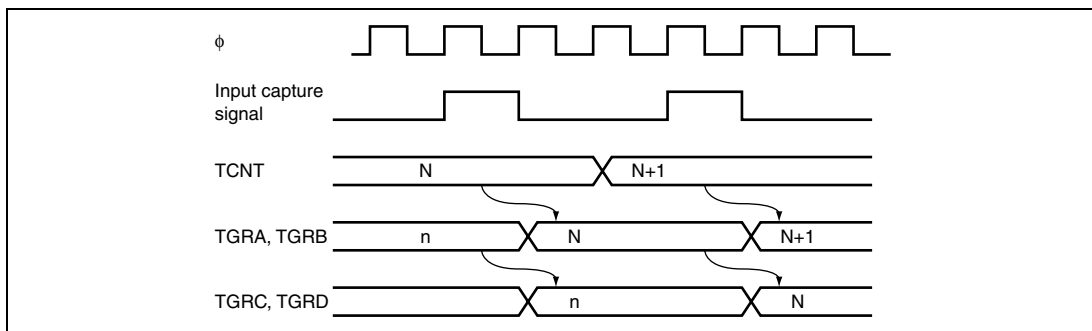 ϕ
Input capture
signal
TCNT N N+1
TGRA, TGRB n N N+1
TGRC, TGRD n N